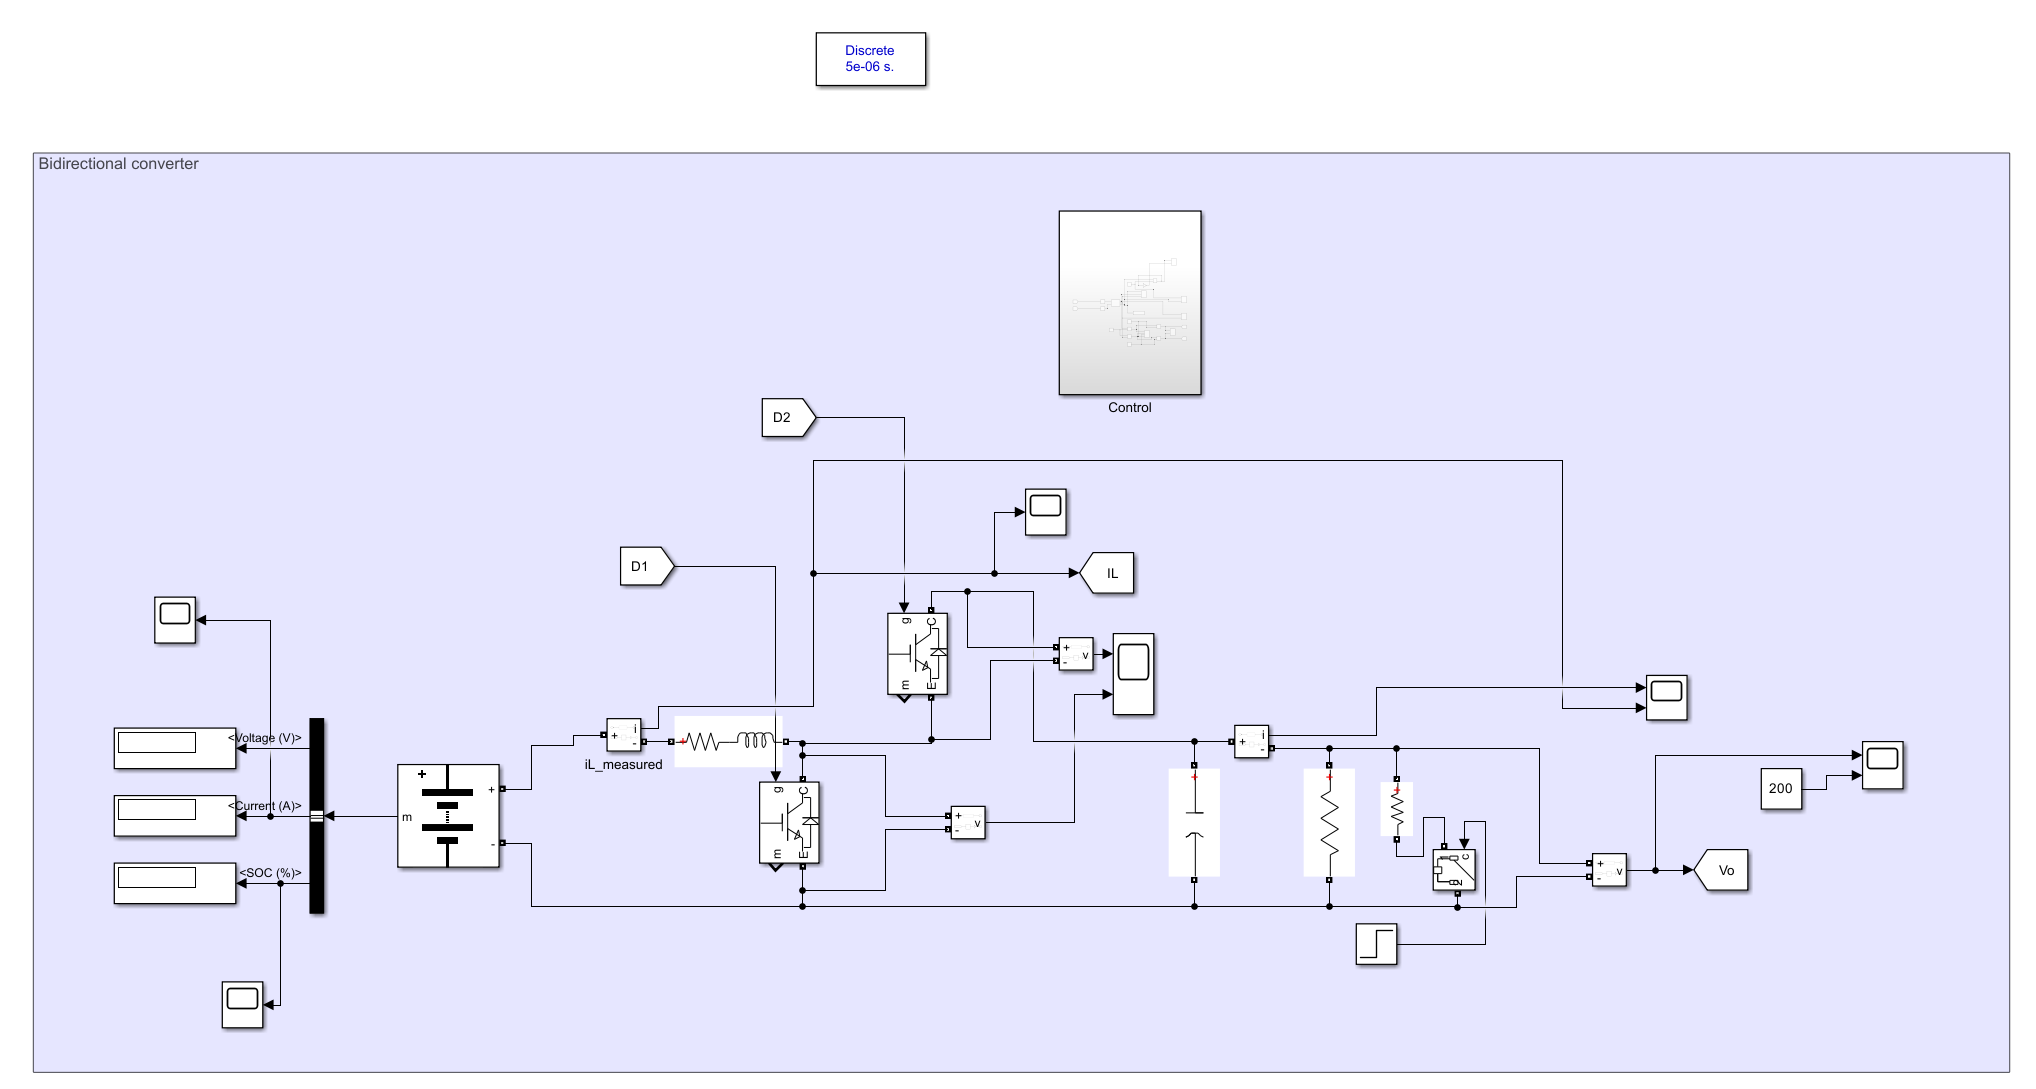 Discrete
5e-06 s.
Bidirectional converter
Control
D2
D1
IL
g
C
m
E
+
-
v
<Voltage (V)>
<Current (A)>
<SOC (%)>
m
+
+
-
+
i
-
iL_measured
+
g
C
m
E
+
-
v
+
i
-
+
+
+
c
+
-
v
Vo
200